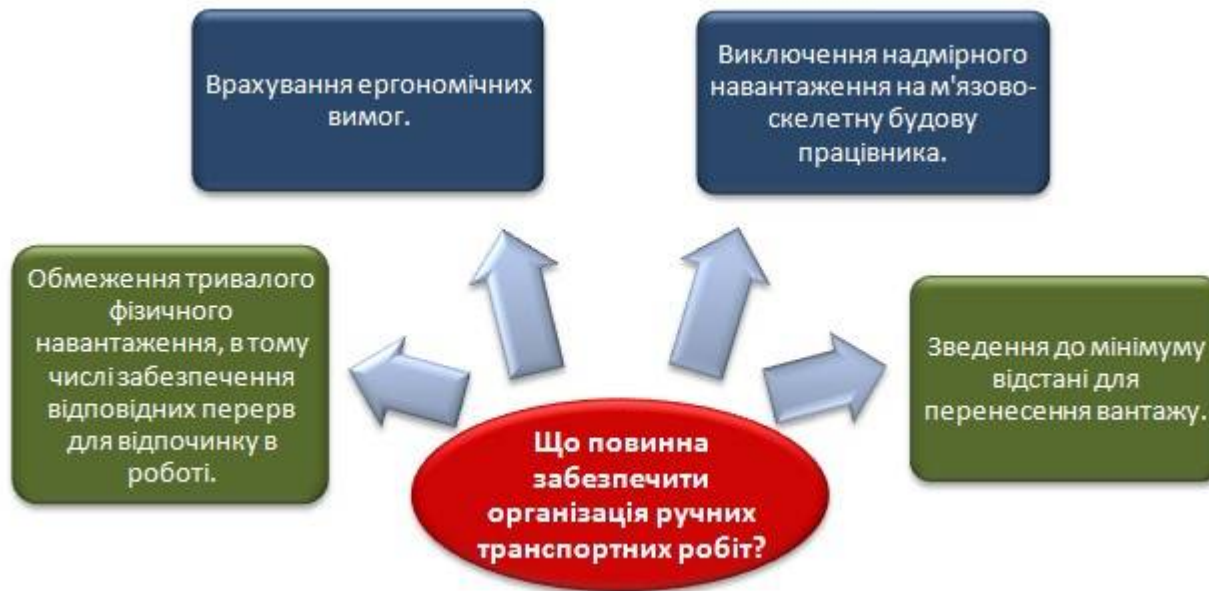 Врахування ергономічних
вимог.
Виключення надмірного
навантаження на м'язово-
скелетну будову
працівника.
Обмеження тривалого
фізичного
навантаження, в тому
числі забезпечення
відповідних перерв
для відпочинку в
роботі.
Зведення до мінімуму
відстані для
перенесення вантажу.
Що повинна
забезпечити
організація ручних
транспортних робіт?